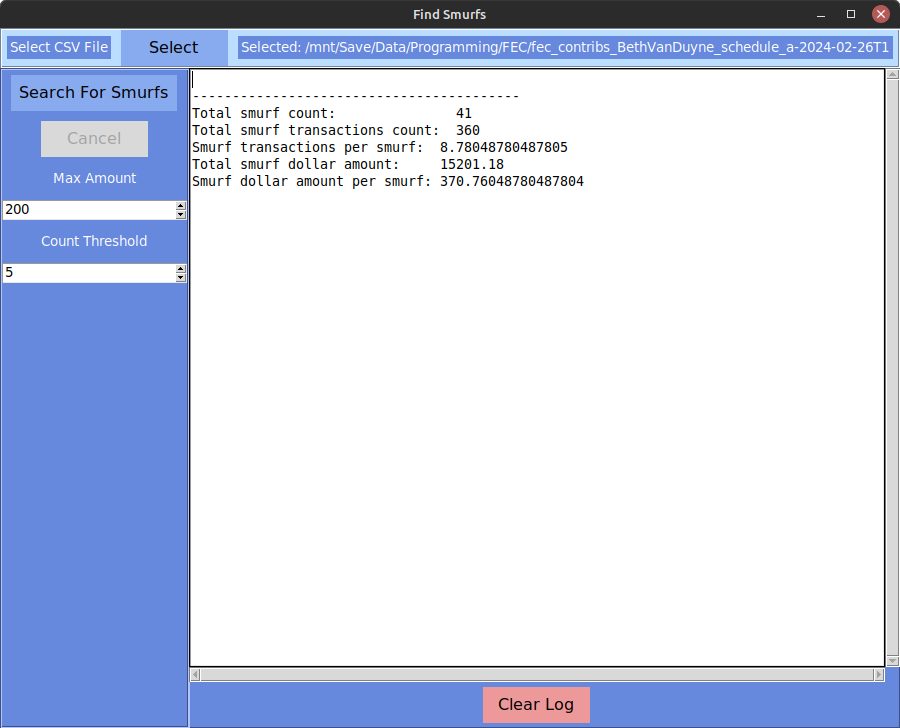 Find Smurfs
Select CSV File
Select
Selected: /mnt/Save/Data/Programming/FEC/fec_contribs_BethVanDuyne_schedule_a-2024-02-26T1
Search For Smurfs
Cancel
Max Amount
200
Count Threshold
5
-----------------------------------------
Total smurf count:               41
Total smurf transactions count:  360
Smurf transactions per smurf:  8.78048780487805
Total smurf dollar amount:     15201.18
Smurf dollar amount per smurf: 370.76048780487804
Clear Log